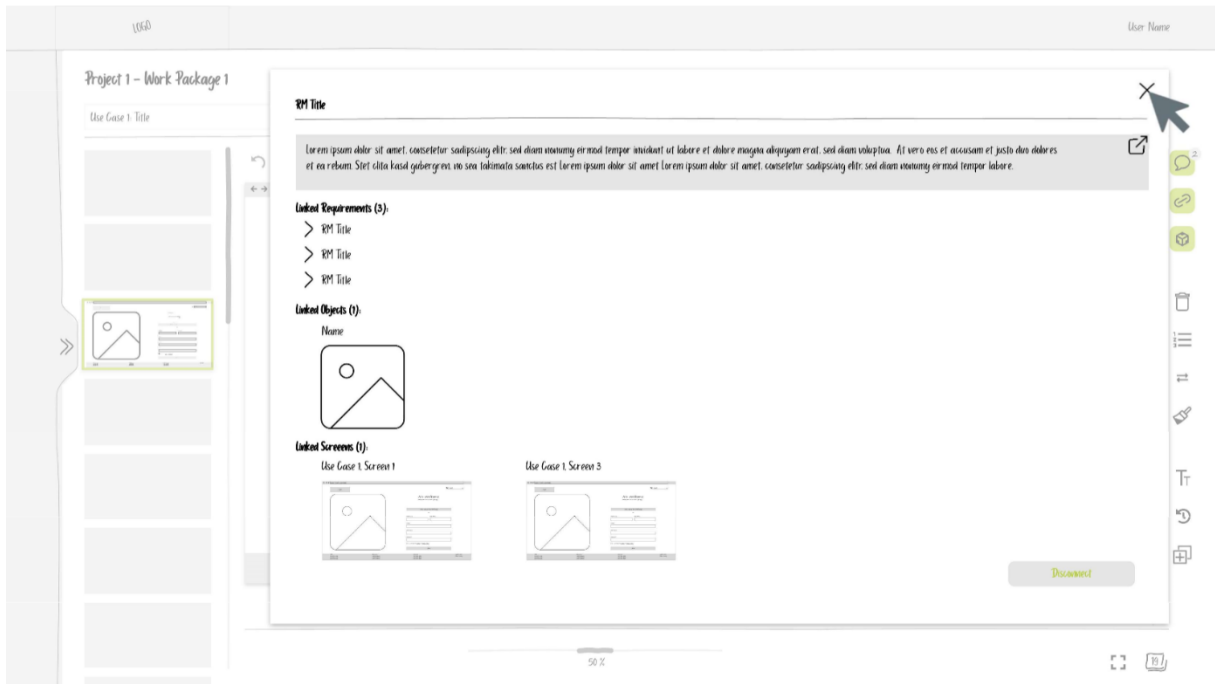 LOGO
User Name
Project 1 - Work Package 1
Use Case 1: Title
RM Title
Lorem ipsum dolor sit amet, consetetur sadipscing elitr, sed diam nonumy eirmod tempor invidunt ut labore et dolore magna aliquyam erat, sed diam voluptua. At vero eos et accusam et justo duo dolores
et ea rebum. Stet clita kasd gubergren, no sea takimata sanctus est Lorem ipsum dolor sit amet Lorem ipsum dolor sit amet, consetetur sadipscing elitr, sed diam nonumy eirmod tempor labore.
2
Linked Requirements (3):
RM Title
RM Title
RM Title
Linked Objects (1):
Name
Linked Screeens (1):
Use Case 1, Screen 1
Use Case 1, Screen 3
Disconnect
Tt
50 %
19